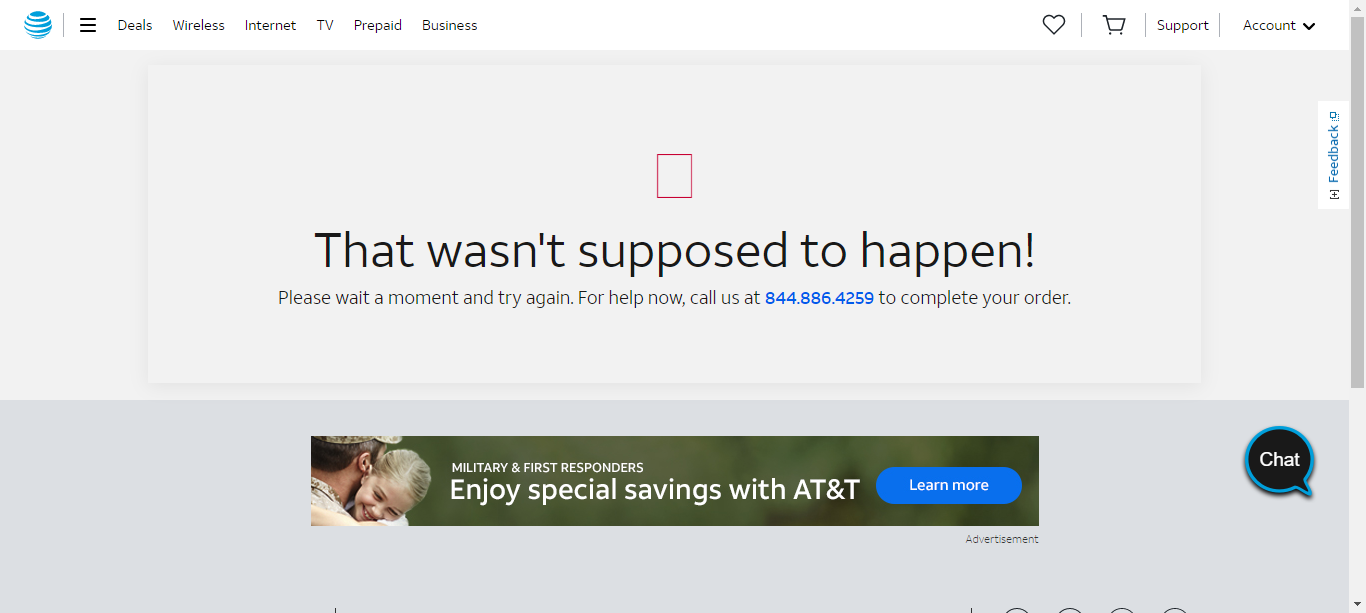 Deals Wireless Internet TV Prepaid Business Support Account
Feedback
That wasn't supposed to happen!
Please wait a moment and try again. For help now, call us at 844.886.4259 to complete your order.
MILITARY & FIRST RESPONDERS
Enjoy special savings with AT&T
Learn more
Chat
Advertisement